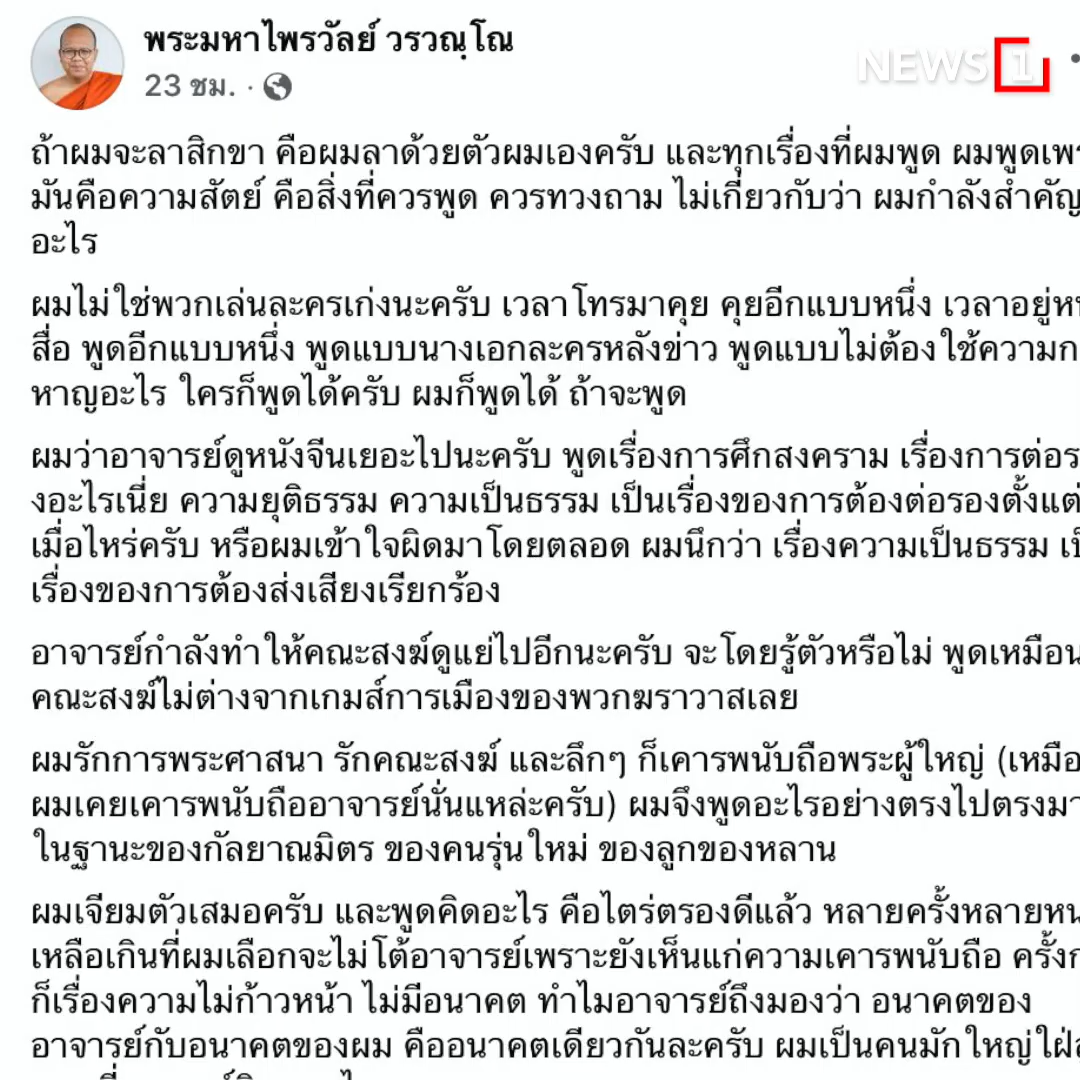 พระมหาไพรวัลย์ วรวณฺโณ
NEWS 1
23 ชม. ·
ถ้าผมจะลาสิกขา คือผมลาด้วยตัวผมเองครับ และทุกเรื่องที่ผมพูด ผมพูดเพร
มันคือความสัตย์ คือสิ่งที่ควรพูด ควรทวงถาม ไม่เกี่ยวกับว่า ผมกำลังสำคัญ
อะไร
ผมไม่ใช่พวกเล่นละครเก่งนะครับ เวลาโทรมาคุย คุยอีกแบบหนึ่ง เวลาอยู่ห
สื่อ พูดอีกแบบหนึ่ง พูดแบบนางเอกละครหลังข่าว พูดแบบไม่ต้องใช้ความก
หาญอะไร ใครก็พูดได้ครับ ผมก็พูดได้ ถ้าจะพูด
ผมว่าอาจารย์ดูหนังจีนเยอะไปนะครับ พูดเรื่องการศึกสงคราม เรื่องการต่อร
งอะไรเนี่ย ความยุติธรรม ความเป็นธรรม เป็นเรื่องของการต้องต่อรองตั้งแต่
เมื่อไหร่ครับ หรือผมเข้าใจผิดมาโดยตลอด ผมนึกว่า เรื่องความเป็นธรรม เป็
เรื่องของการต้องส่งเสียงเรียกร้อง
อาจารย์กำลังทำให้คณะสงฆ์ดูแย่ไปอีกนะครับ จะโดยรู้ตัวหรือไม่ พูดเหมือน
คณะสงฆ์ไม่ต่างจากเกมส์การเมืองของพวกฆราวาสเลย
ผมรักการพระศาสนา รักคณะสงฆ์ และลึกๆ ก็เคารพนับถือพระผู้ใหญ่ (เหมือ
ผมเคยเคารพนับถืออาจารย์นั่นแหล่ะครับ) ผมจึงพูดอะไรอย่างตรงไปตรงมา
ในฐานะของกัลยาณมิตร ของคนรุ่นใหม่ ของลูกของหลาน
ผมเจียมตัวเสมอครับ และพูดคิดอะไร คือไตร่ตรองดีแล้ว หลายครั้งหลายหน
เหลือเกินที่ผมเลือกจะไม่โต้อาจารย์เพราะยังเห็นแก่ความเคารพนับถือ ครั้งก
ก็เรื่องความไม่ก้าวหน้า ไม่มีอนาคต ทำไมอาจารย์ถึงมองว่า อนาคตของ
อาจารย์กับอนาคตของผม คืออนาคตเดียวกันละครับ ผมเป็นคนมักใหญ่ใฝ่ส